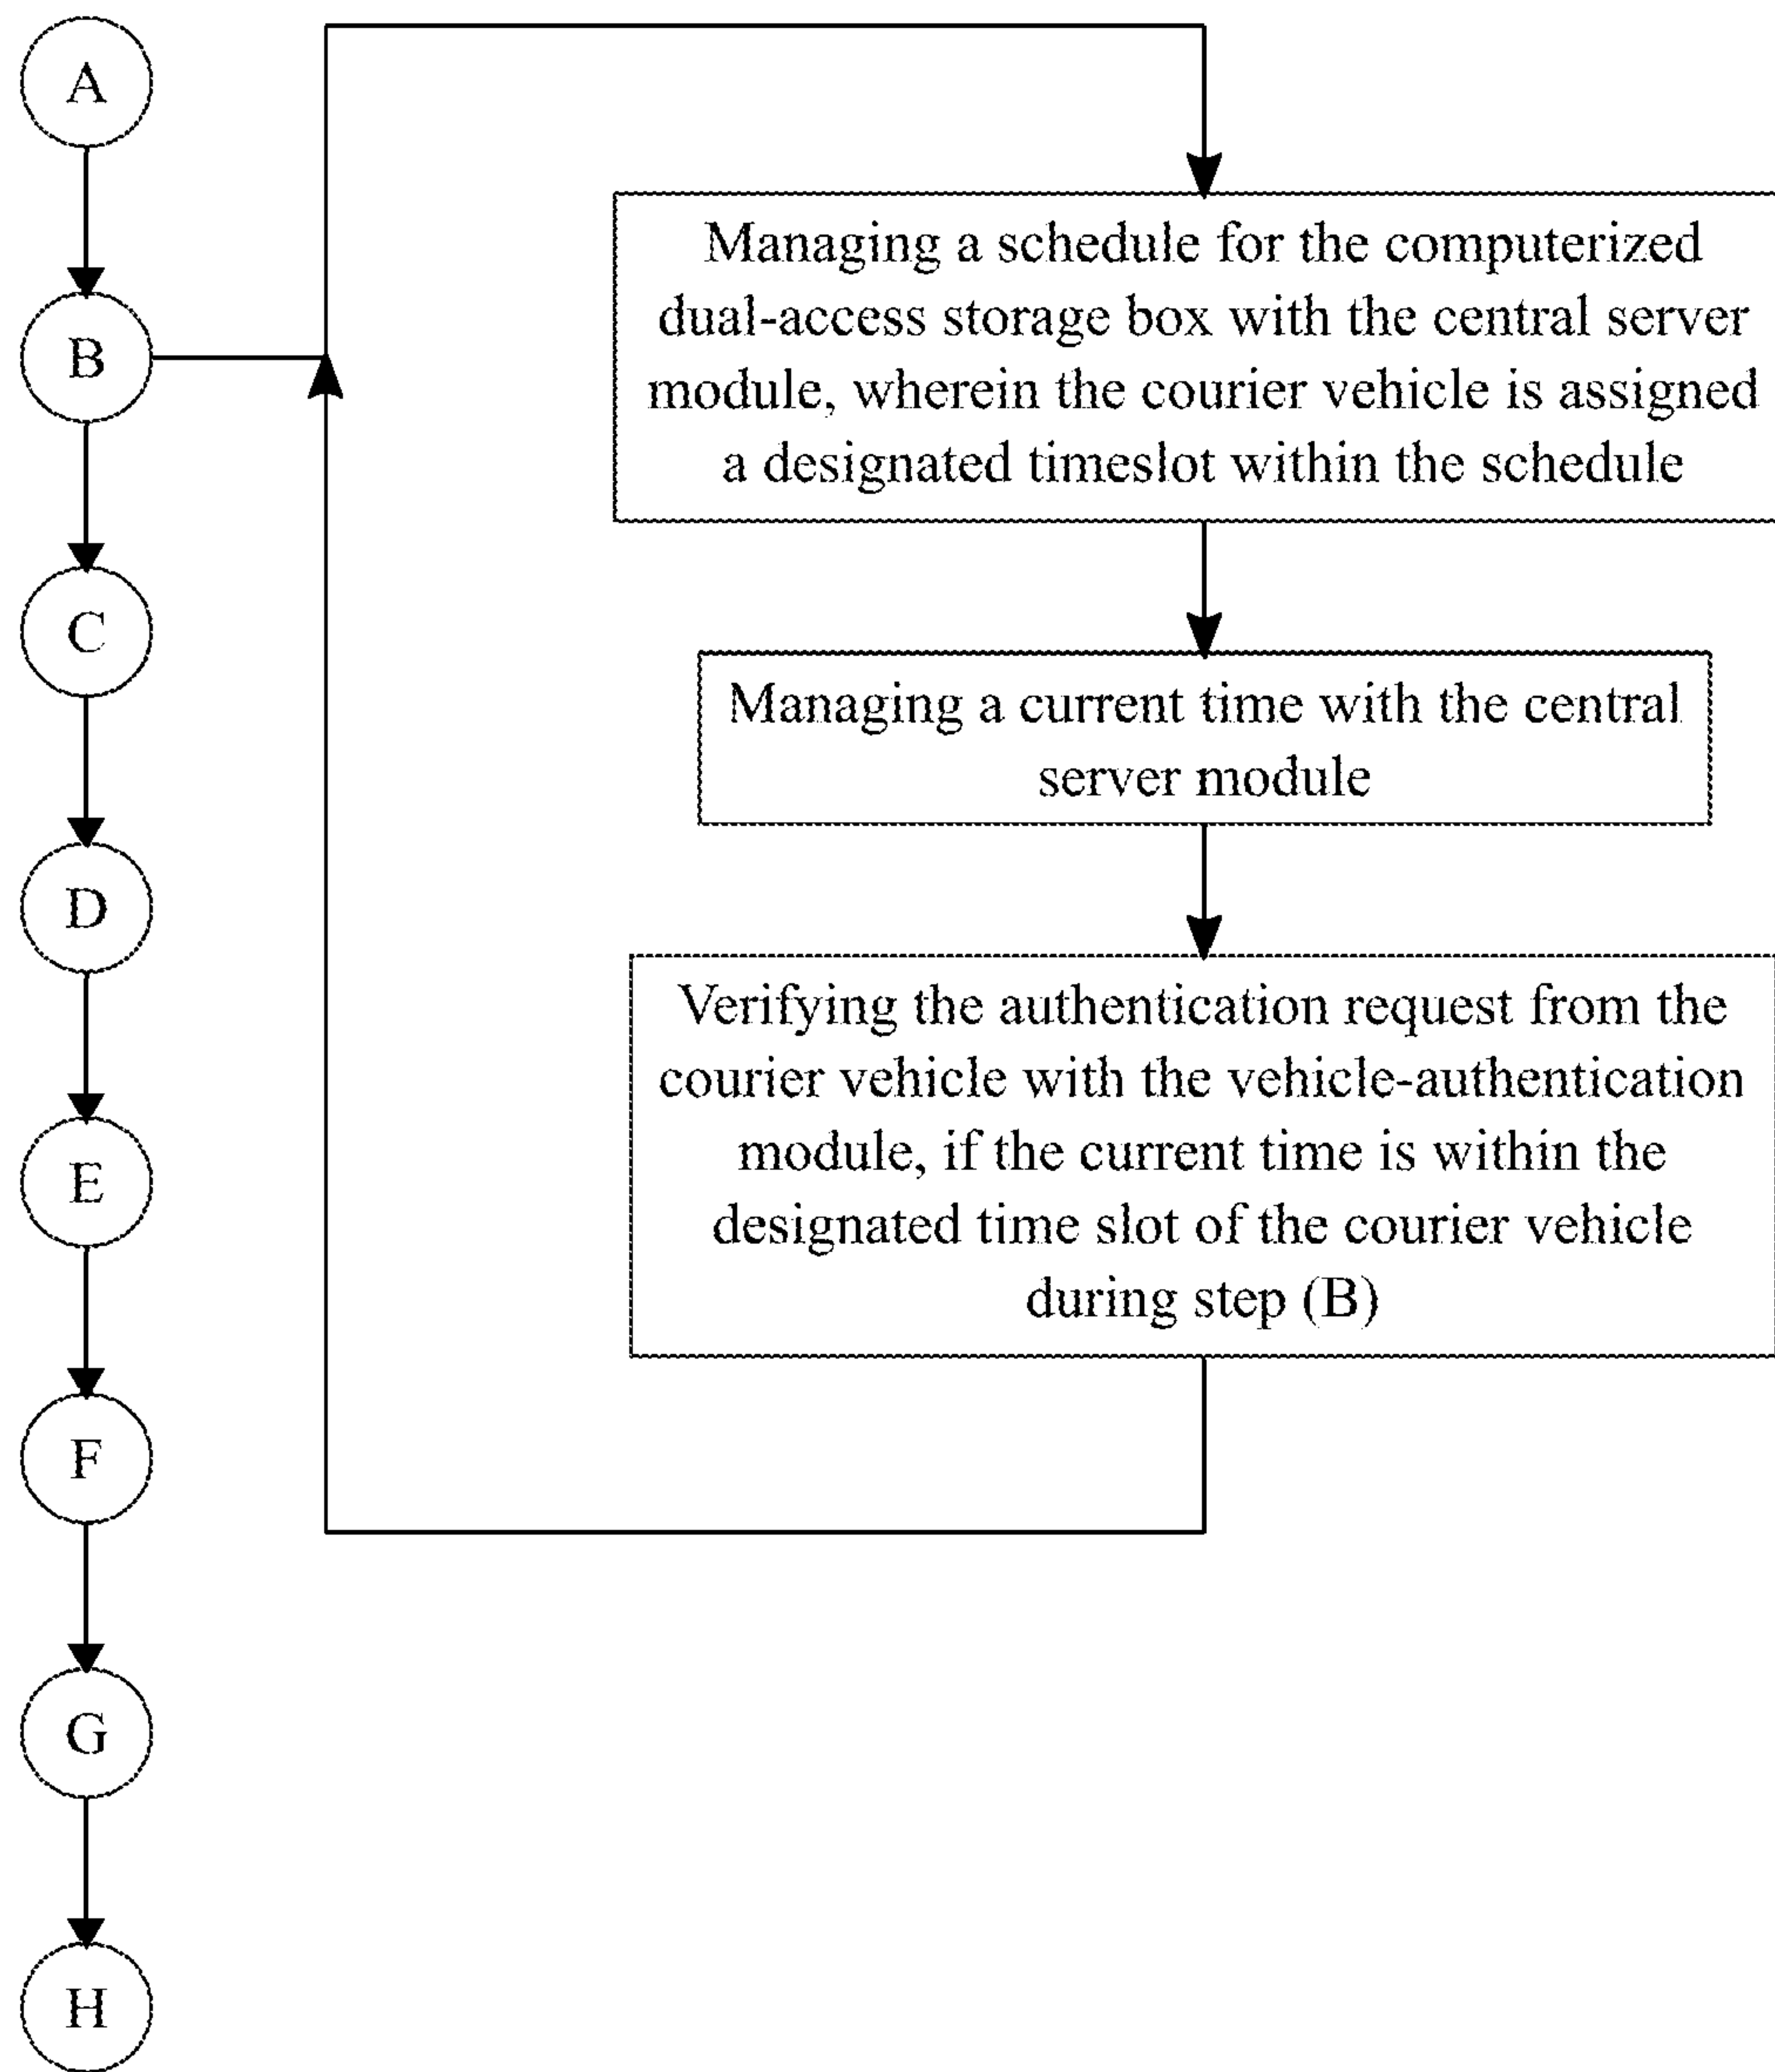 A
B
C
D
E
F
G
H
Managing a schedule for the computerized
dual-access storage box with the central server
module, wherein the courier vehicle is assigned
a designated timeslot within the schedule
Managing a current time with the central
server module
Verifying the authentication request from the
courier vehicle with the vehicle-authentication
module, if the current time is within the
designated time slot of the courier vehicle
during step (B)